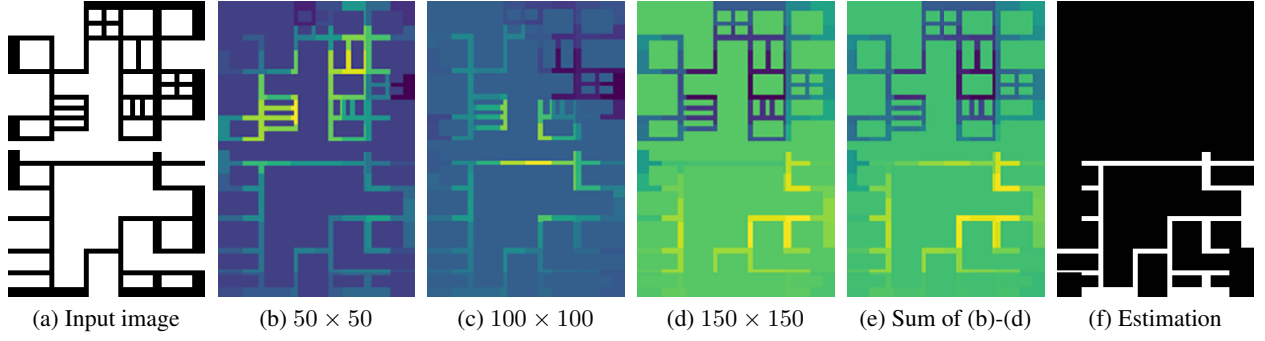 (a) Input image (b) 50 × 50 (c) 100 × 100 (d) 150 × 150 (e) Sum of (b)-(d) (f) Estimation